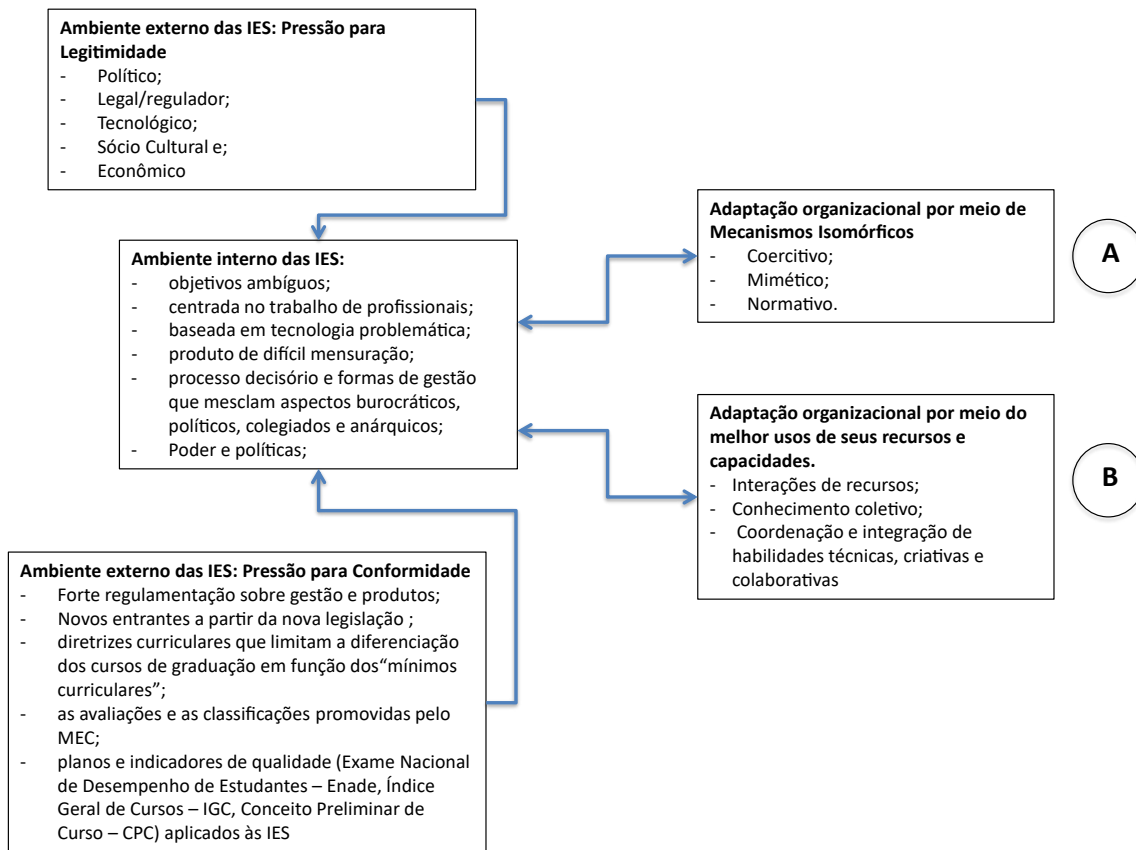 Ambiente externo das IES: Pressão para
Legitimidade
- Político;
- Legal/regulador;
- Tecnológico;
- Sócio Cultural e;
- Econômico
Ambiente interno das IES:
- objetivos ambíguos;
- centrada no trabalho de profissionais;
- baseada em tecnologia problemática;
- produto de difícil mensuração;
- processo decisório e formas de gestão
que mesclam aspectos burocráticos,
políticos, colegiados e anárquicos;
- Poder e políticas;
Ambiente externo das IES: Pressão para Conformidade
- Forte regulamentação sobre gestão e produtos;
- Novos entrantes a partir da nova legislação ;
- diretrizes curriculares que limitam a diferenciação
dos cursos de graduação em função dos“mínimos
curriculares”;
- as avaliações e as classificações promovidas pelo
MEC;
- planos e indicadores de qualidade (Exame Nacional
de Desempenho de Estudantes – Enade, Índice
Geral de Cursos – IGC, Conceito Preliminar de
Curso – CPC) aplicados às IES
Adaptação organizacional por meio de
Mecanismos Isomórficos
- Coercitivo;
- Mimético;
- Normativo.
A
Adaptação organizacional por meio do
melhor usos de seus recursos e
capacidades.
- Interações de recursos;
- Conhecimento coletivo;
- Coordenação e integração de
habilidades técnicas, criativas e
colaborativas
B